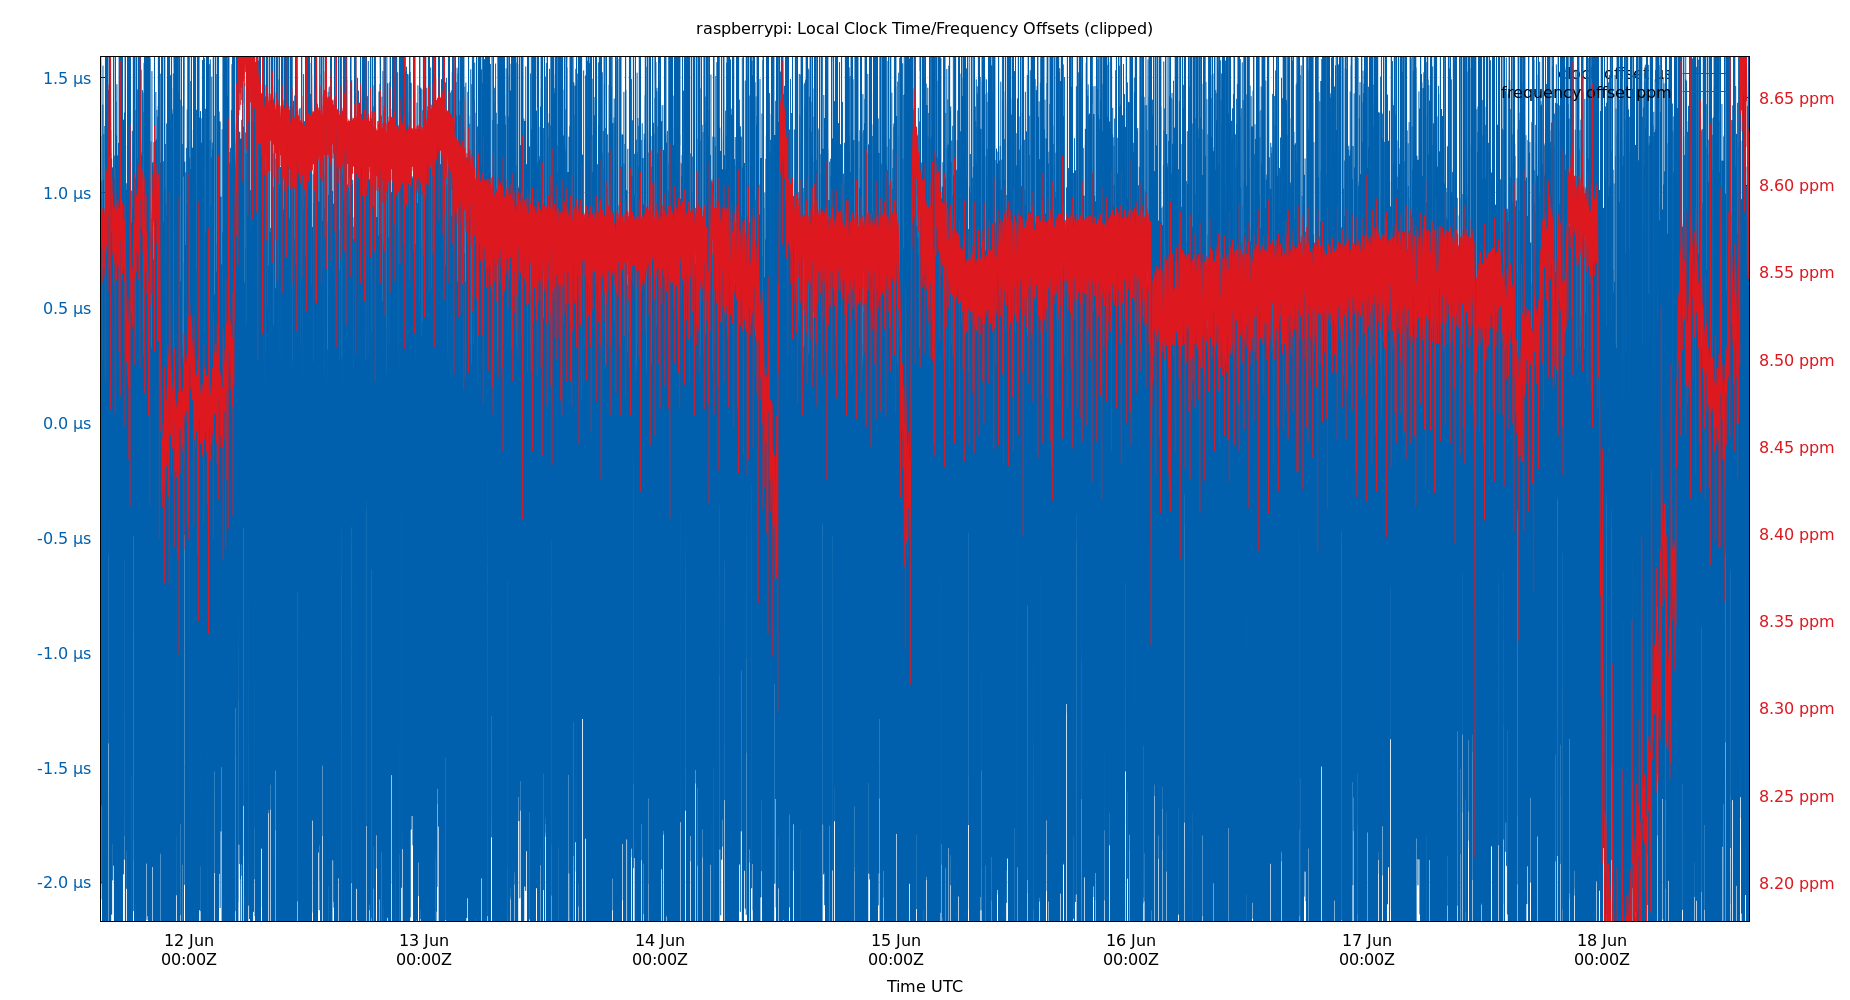 raspberrypi: Local Clock Time/Frequency Offsets (clipped)
clock offset µs
frequency offset ppm
1.5 µs
1.0 µs
0.5 µs
0.0 µs
-0.5 µs
-1.0 µs
-1.5 µs
-2.0 µs
8.65 ppm
8.60 ppm
8.55 ppm
8.50 ppm
8.45 ppm
8.40 ppm
8.35 ppm
8.30 ppm
8.25 ppm
8.20 ppm
12 Jun 13 Jun 14 Jun 15 Jun 16 Jun 17 Jun 18 Jun
00:00Z 00:00Z 00:00Z 00:00Z 00:00Z 00:00Z 00:00Z
Time UTC